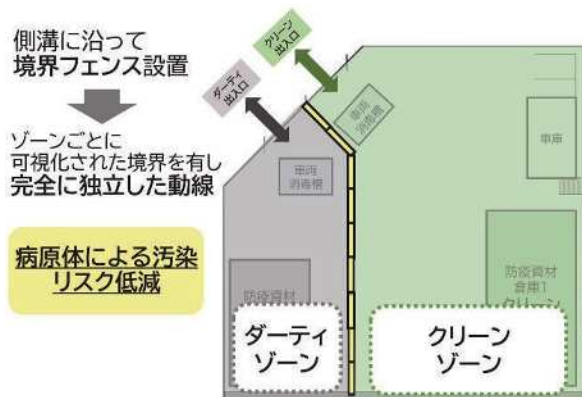 側溝に沿って
境界フェンス設置
ゾーンごとに
可視化された境界を有し
完全に独立した動線
病原体による汚染
リスク低減
クリーン
出入口
ダーティ
出入口
車両
消毒槽
車両
消毒槽
車庫
防疫資材
防疫資材
倉庫1
クリーン
ダーティ
ゾーン
クリーン
ゾーン